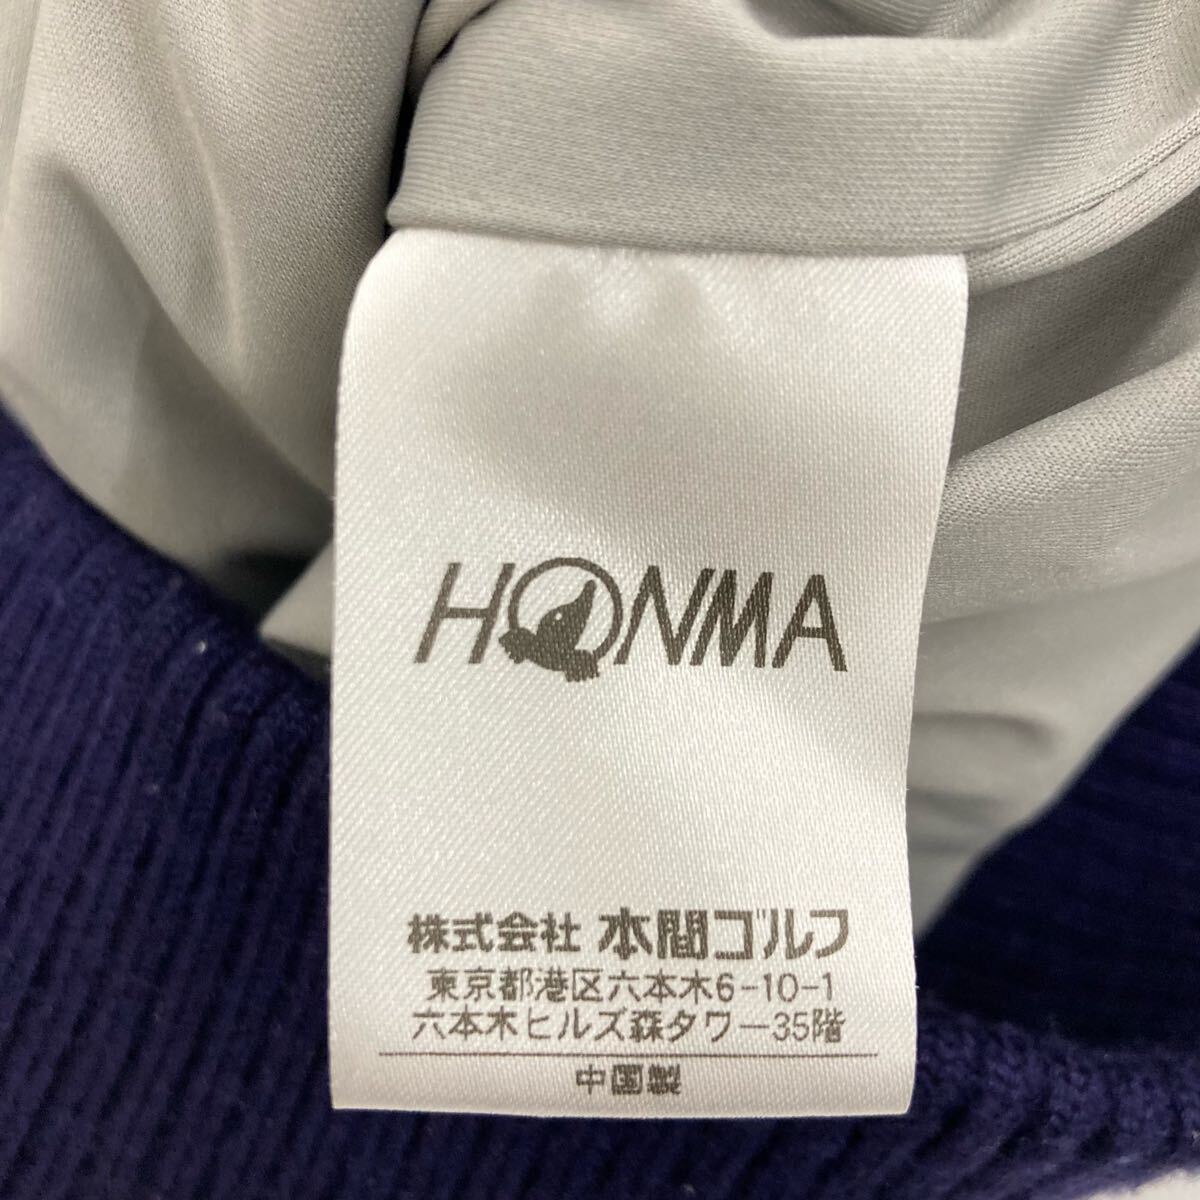 HONMA
株式会社 本間ゴルフ
東京都港区六本木6-10-1
六本木ヒルズ森タワー35階
中国製